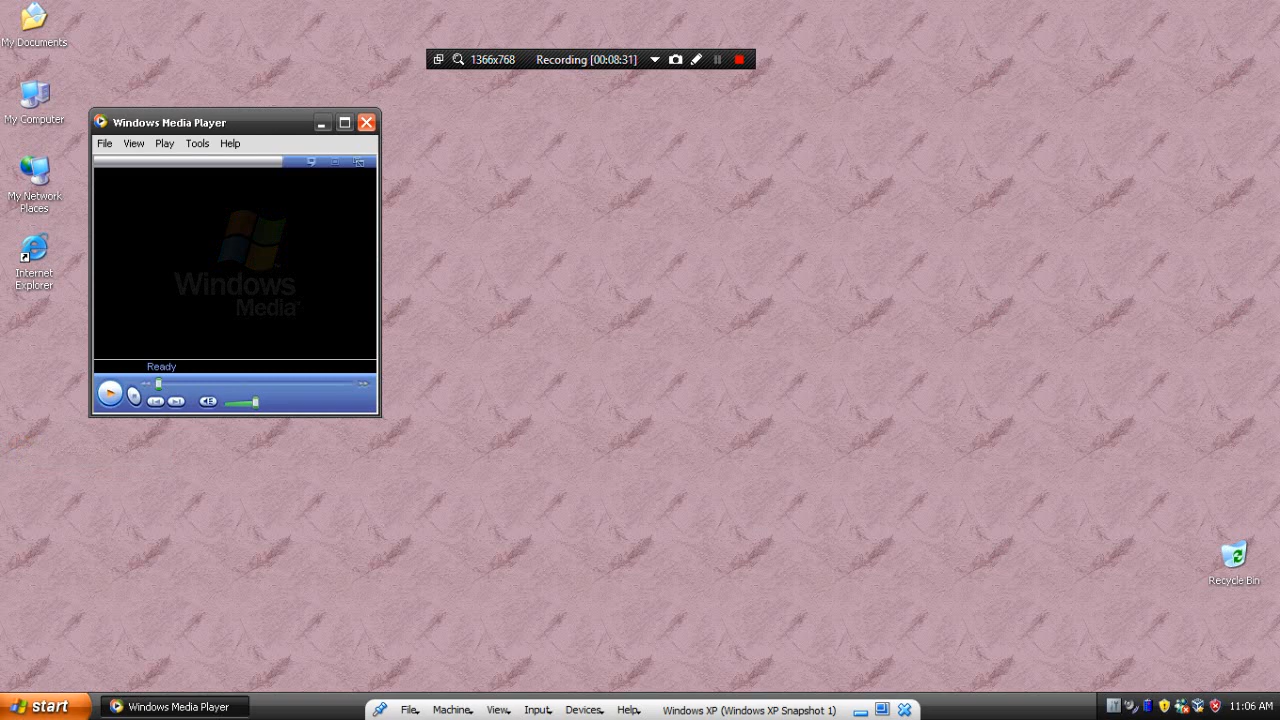 My Documents
My Computer
My Network
Places
Internet
Explorer
1366x768 Recording [00:08:31]
Windows Media Player
File View Play Tools Help
Windows
Media
Ready
Recycle Bin
start Windows Media Player File Machine View Input Devices Help Windows XP (Windows XP Snapshot 1) 11:06 AM